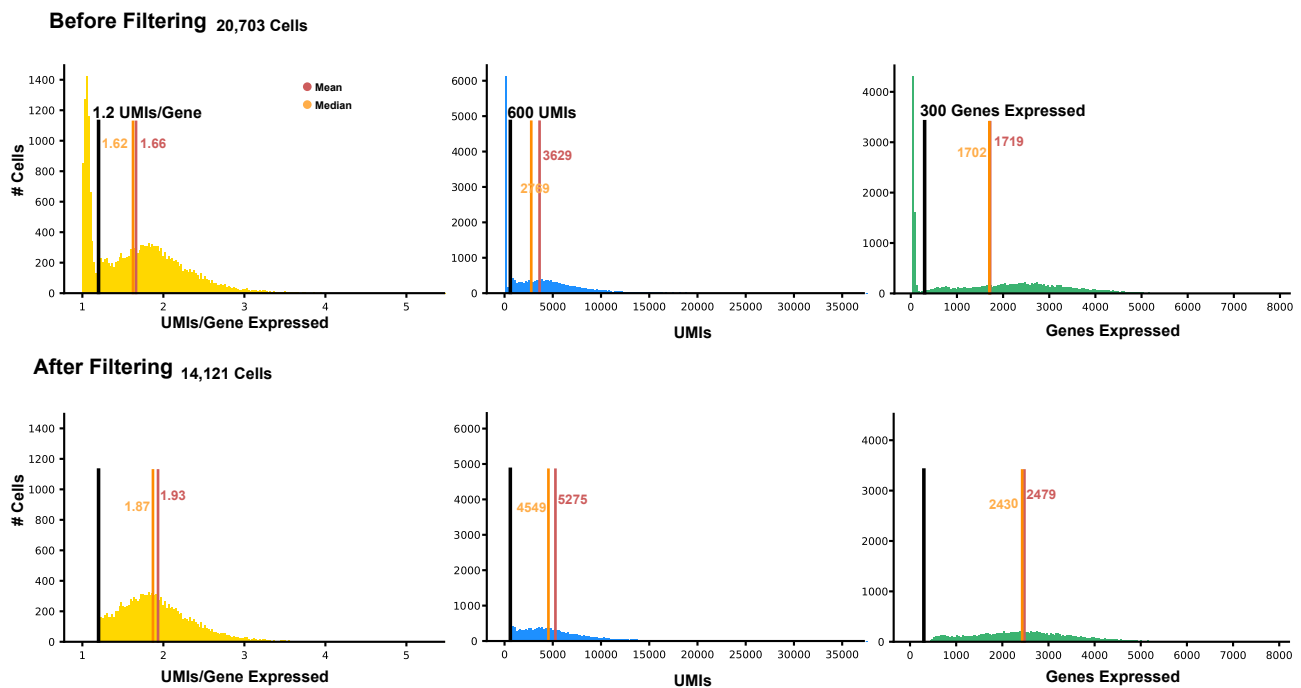 Before Filtering 20,703 Cells
1400
1200
1000
800
600
400
200
0
# Cells
1.2 UMIs/Gene
Mean
Median
1.62
1.66
1 2 3 4 5
UMIs/Gene Expressed
6000
5000
4000
3000
2000
1000
0
600 UMIs
3629
2769
0 5000 10000 15000 20000 25000 30000 35000
UMIs
4000
3000
2000
1000
0
300 Genes Expressed
1702
1719
0 1000 2000 3000 4000 5000 6000 7000 8000
Genes Expressed
After Filtering 14,121 Cells
1400
1200
1000
800
600
400
200
0
# Cells
1.87
1.93
1 2 3 4 5
UMIs/Gene Expressed
6000
5000
4000
3000
2000
1000
0
4549
5275
0 5000 10000 15000 20000 25000 30000 35000
UMIs
4000
3000
2000
1000
0
2430
2479
0 1000 2000 3000 4000 5000 6000 7000 8000
Genes Expressed